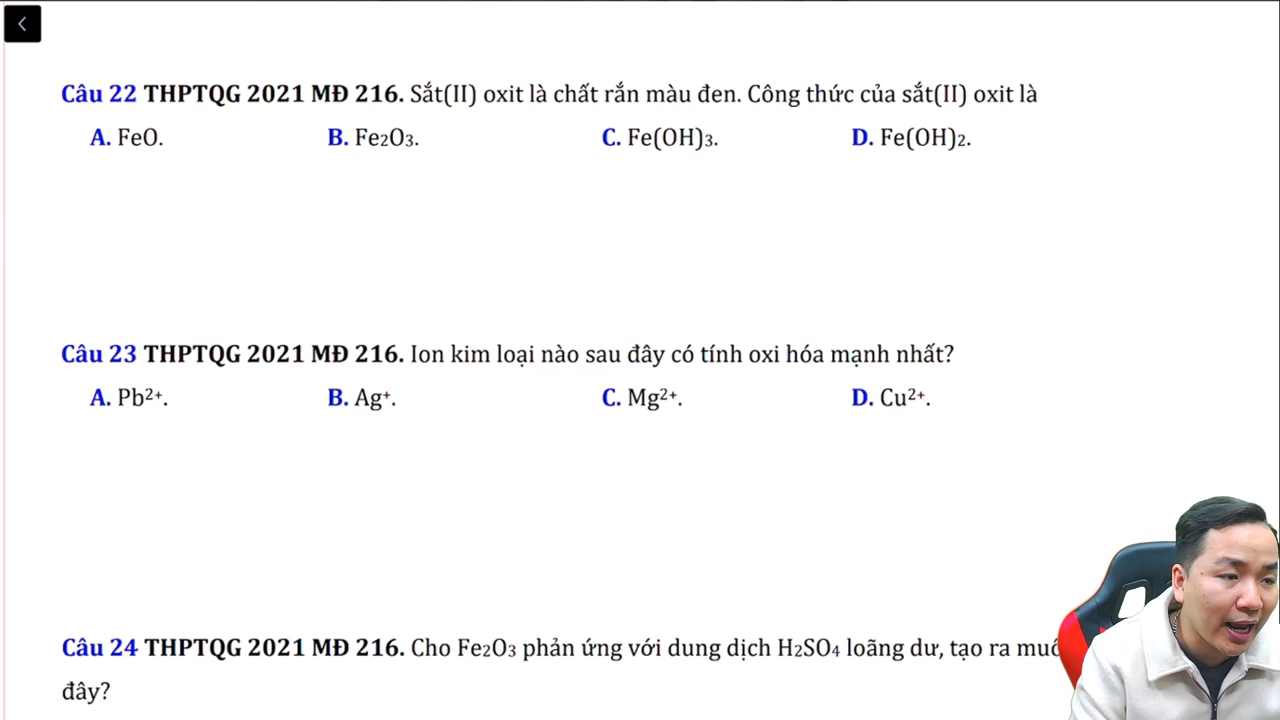 Câu 22 THPTQG 2021 MĐ 216. Sắt(II) oxit là chất rắn màu đen. Công thức của sắt(II) oxit là
A. FeO. B. Fe₂O₃. C. Fe(OH)₃. D. Fe(OH)₂.
Câu 23 THPTQG 2021 MĐ 216. Ion kim loại nào sau đây có tính oxi hóa mạnh nhất?
A. Pb²⁺. B. Ag⁺. C. Mg²⁺. D. Cu²⁺.
Câu 24 THPTQG 2021 MĐ 216. Cho Fe₂O₃ phản ứng với dung dịch H₂SO₄ loãng dư, tạo ra
đây?